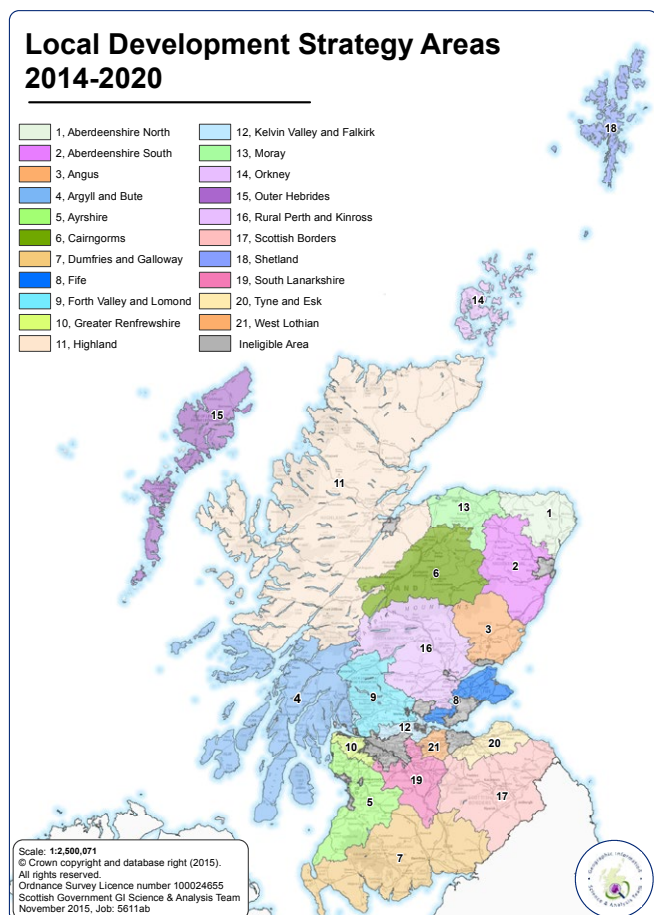 Local Development Strategy Areas
2014-2020
1, Aberdeenshire North
2, Aberdeenshire South
3, Angus
4, Argyll and Bute
5, Ayrshire
6, Cairngorms
7, Dumfries and Galloway
8, Fife
9, Forth Valley and Lomond
10, Greater Renfrewshire
11, Highland
12, Kelvin Valley and Falkirk
13, Moray
14, Orkney
15, Outer Hebrides
16, Rural Perth and Kinross
17, Scottish Borders
18, Shetland
19, South Lanarkshire
20, Tyne and Esk
21, West Lothian
Ineligible Area
18
14
15
11
13
1
2
6
3
16
4
9
8
12
10
21
20
19
17
5
7
Scale: 1:2,500,071
© Crown copyright and database right (2015).
All rights reserved.
Ordnance Survey Licence number 100024655
Scottish Government GI Science & Analysis Team
November 2015, Job: 5611ab
Geographic Information
Science & Analysis Team